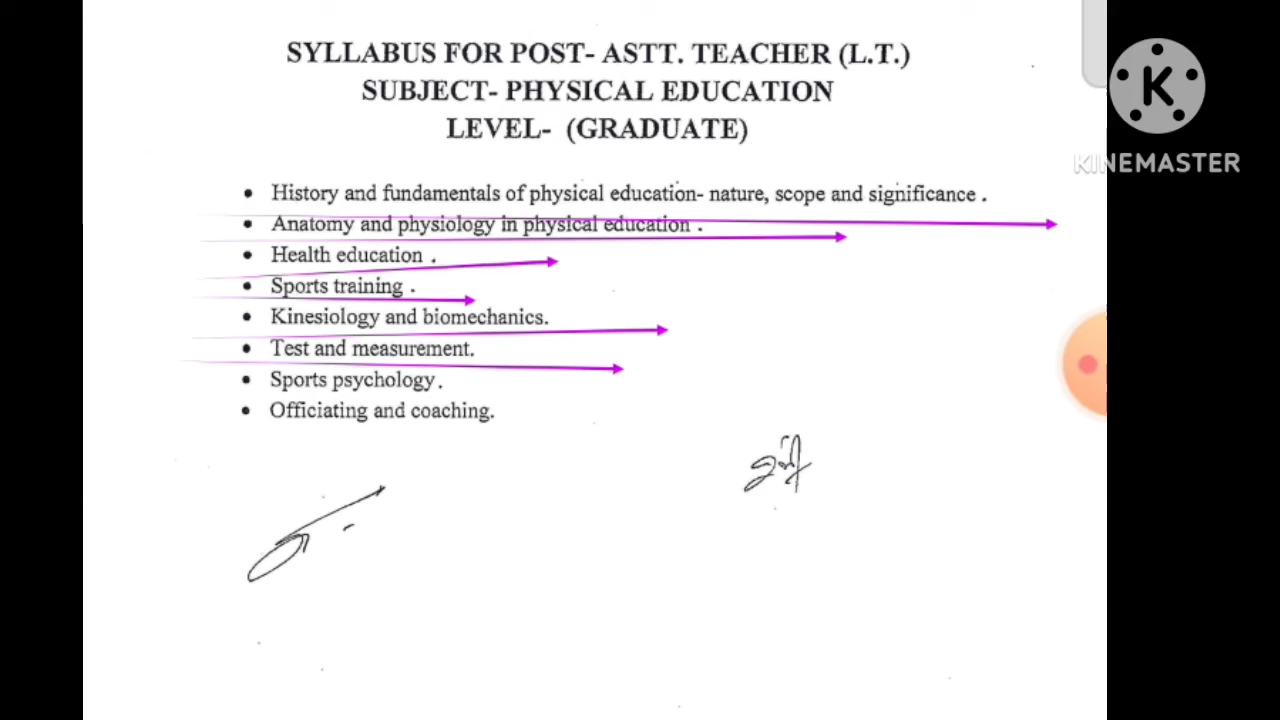 SYLLABUS FOR POST- ASTT. TEACHER (L.T.)
SUBJECT- PHYSICAL EDUCATION
LEVEL- (GRADUATE)
K
KINEMASTER
• History and fundamentals of physical education- nature, scope and significance .
• Anatomy and physiology in physical education .
• Health education .
• Sports training .
• Kinesiology and biomechanics.
• Test and measurement.
• Sports psychology.
• Officiating and coaching.